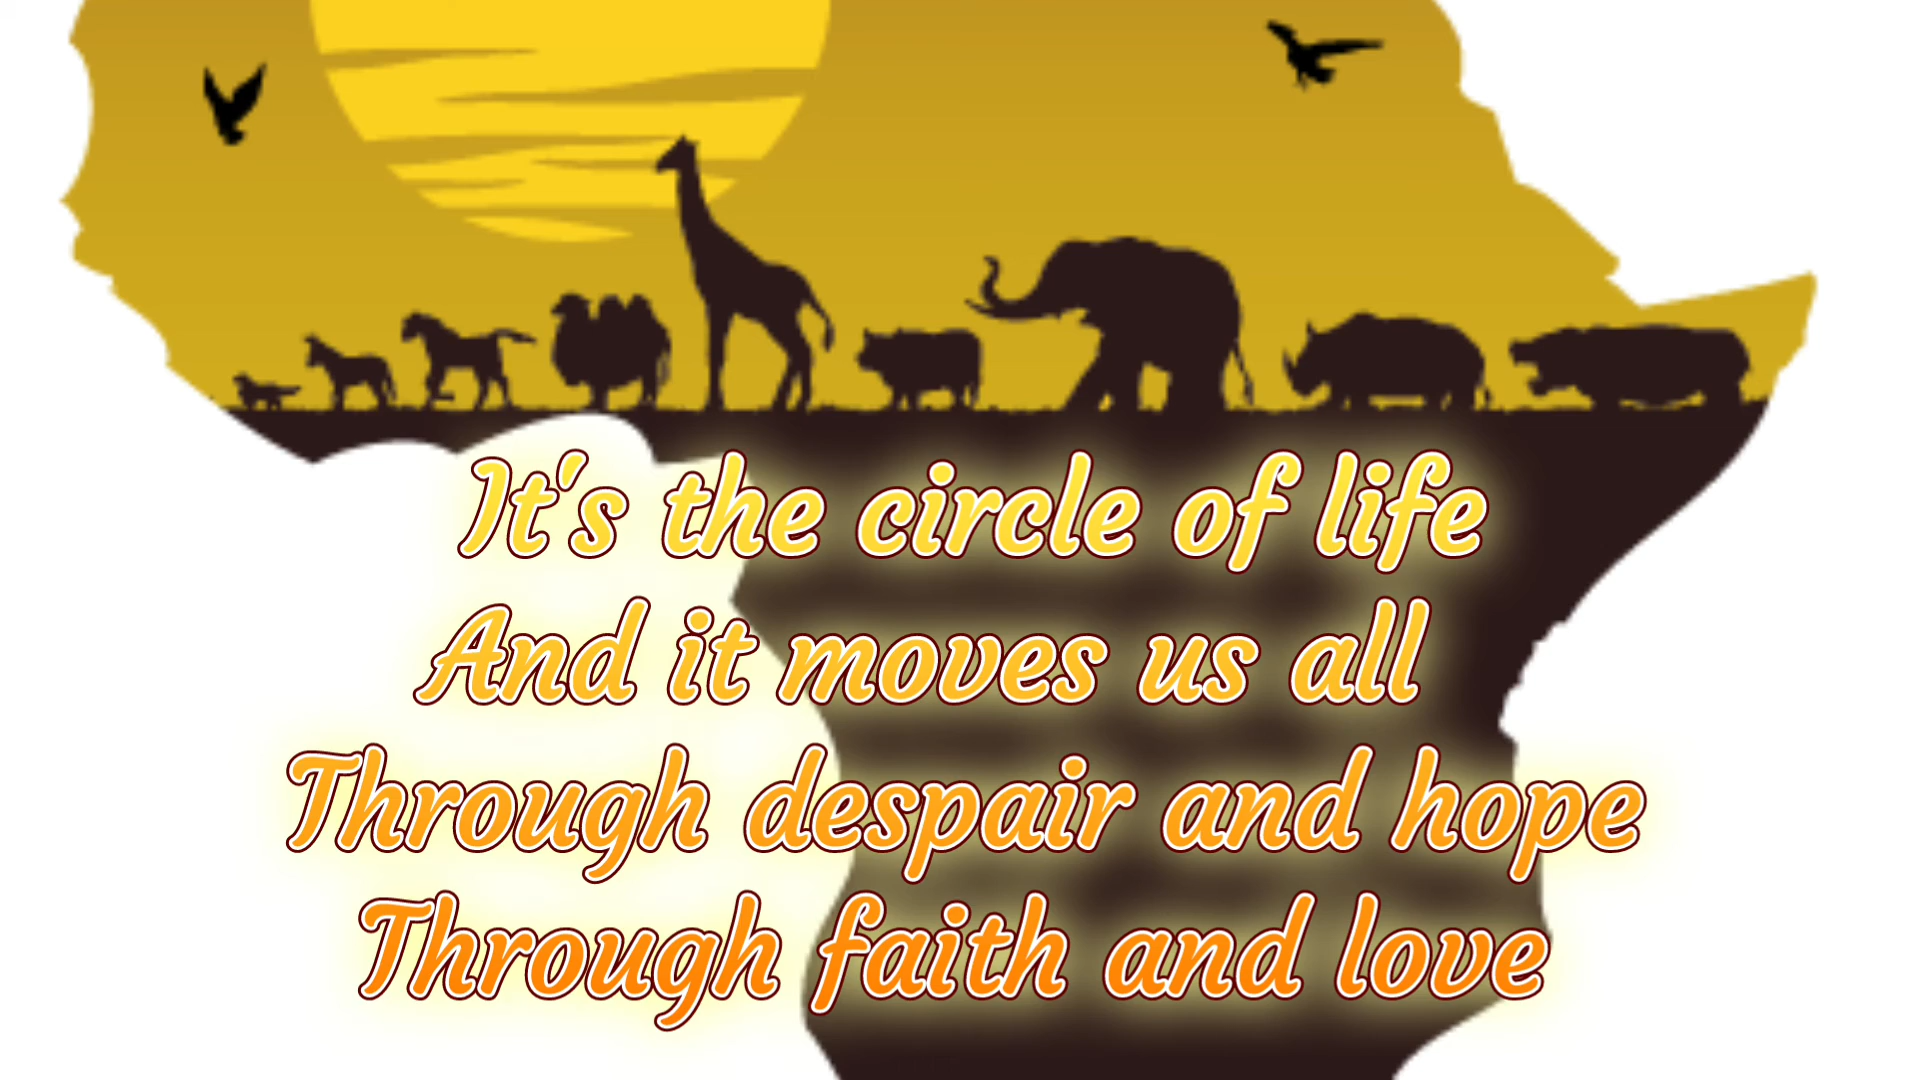 It's the circle of life
And it moves us all
Through despair and hope
Through faith and love